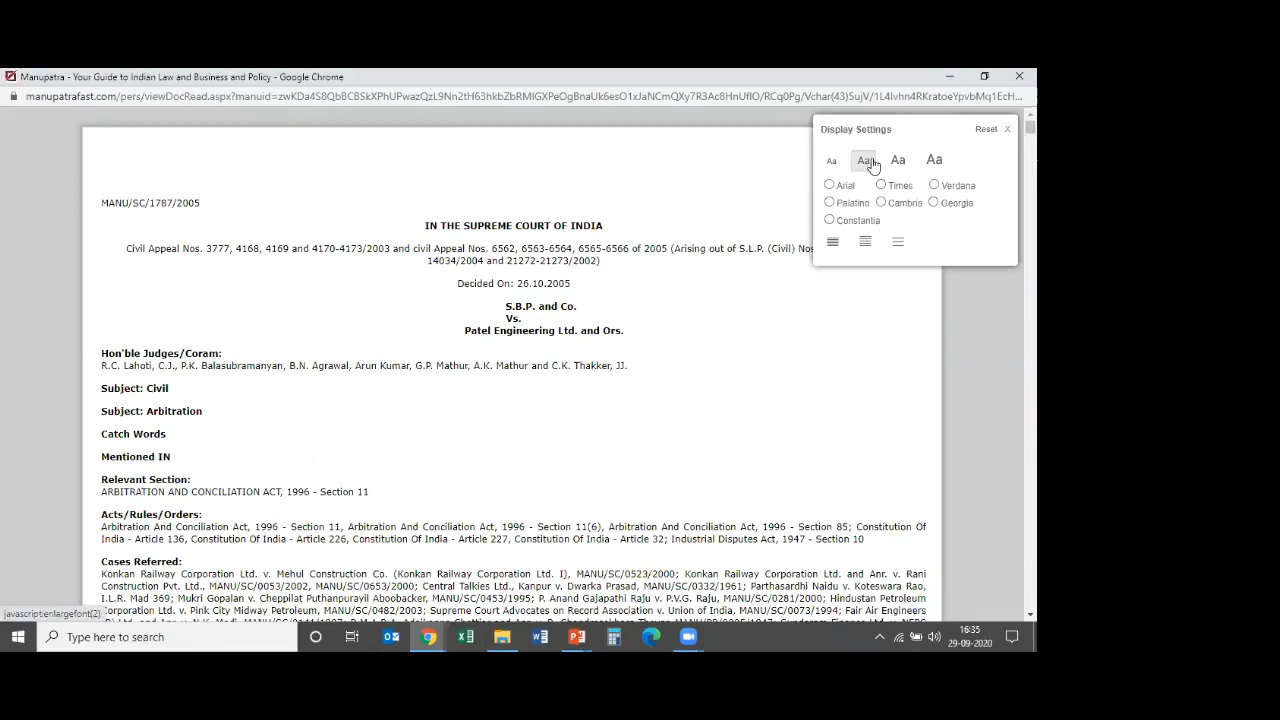 Manupatra - Your Guide to Indian Law and Business and Policy - Google Chrome
Display Settings
Reset X
Aa Aa Aa Aa
Arial Times Verdana
Palatino Cambria Georgia
Constantia
MANU/SC/1787/2005
IN THE SUPREME COURT OF INDIA
Civil Appeal Nos. 3777, 4168, 4169 and 4170-4173/2003 and civil Appeal Nos. 6562, 6563-6564, 6565-6566 of 2005 (Arising out of S.L.P. (Civil) Nos
14034/2004 and 21272-21273/2002)
Decided On: 26.10.2005
S.B.P. and Co.
Vs.
Patel Engineering Ltd. and Ors.
Hon'ble Judges/Coram:
R.C. Lahoti, C.J., P.K. Balasubramanyan, B.N. Agrawal, Arun Kumar, G.P. Mathur, A.K. Mathur and C.K. Thakker, JJ.
Subject: Civil
Subject: Arbitration
Catch Words
Mentioned IN
Relevant Section:
ARBITRATION AND CONCILIATION ACT, 1996 - Section 11
Acts/Rules/Orders:
Arbitration And Conciliation Act, 1996 - Section 11, Arbitration And Conciliation Act, 1996 - Section 11(6), Arbitration And Conciliation Act, 1996 - Section 85; Constitution Of
India - Article 136, Constitution Of India - Article 226, Constitution Of India - Article 227, Constitution Of India - Article 32; Industrial Disputes Act, 1947 - Section 10
Cases Referred:
Konkan Railway Corporation Ltd. v. Mehul Construction Co. (Konkan Railway Corporation Ltd. I), MANU/SC/0523/2000; Konkan Railway Corporation Ltd. and Anr. v. Rani
Construction Pvt. Ltd., MANU/SC/0053/2002, MANU/SC/0653/2000; Central Talkies Ltd., Kanpur v. Dwarka Prasad, MANU/SC/0332/1961; Parthasardhi Naidu v. Koteswara Rao,
I.L.R. Mad 369; Mukri Gopalan v. Cheppilat Puthanpurayil Aboobacker, MANU/SC/0453/1995; P. Anand Gajapathi Raju v. P.V.G. Raju, MANU/SC/0281/2000; Hindustan Petroleum
Corporation Ltd. v. Pink City Midway Petroleum, MANU/SC/0482/2003; Supreme Court Advocates on Record Association v. Union of India, MANU/SC/0073/1994; Fair Air Engineers
javascript:enlargefont(2)
Type here to search
16:35
29-09-2020